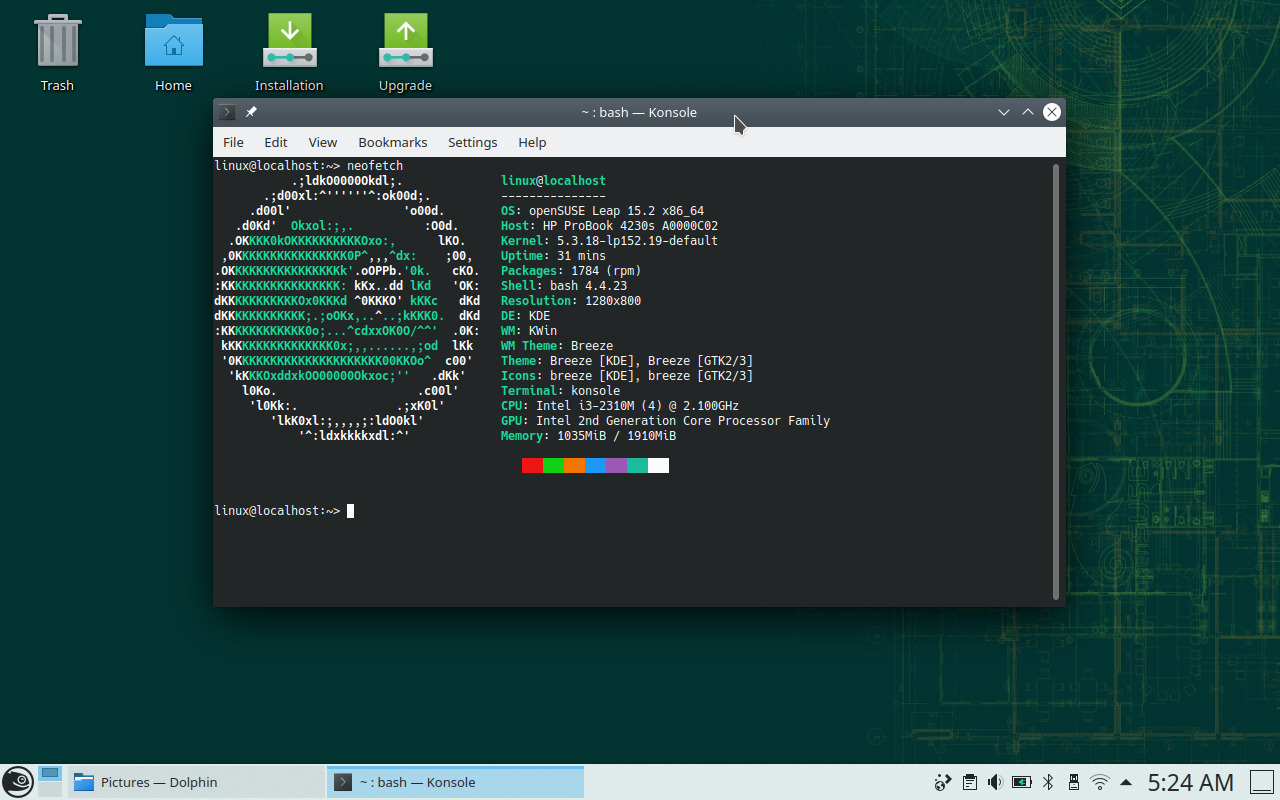 Trash
Home
Installation
Upgrade
~ : bash — Konsole
File Edit View Bookmarks Settings Help
linux@localhost:~> neofetch
.;ldkO0000Okdl;. linux@localhost
.;d00xl:^''''''^:ok00d;. ---------------
.d00l' 'o00d. OS: openSUSE Leap 15.2 x86_64
.d0Kd' Okxol:;,. :O0d. Host: HP ProBook 4230s A0000C02
.OKKKK0kOKKKKKKKKKKOxo:, lKO. Kernel: 5.3.18-lp152.19-default
,0KKKKKKKKKKKKKKKK0P^,,,^dx: ;00, Uptime: 31 mins
.OKKKKKKKKKKKKKKKKk'.oOPPb.'0k. cKO. Packages: 1784 (rpm)
:KKKKKKKKKKKKKKKKK: kKx..dd lKd 'OK: Shell: bash 4.4.23
dKKKKKKKKKKKOx0KKKd ^0KKKO' kKKc dKd Resolution: 1280x800
dKKKKKKKKKKKK;.;oOKx,..^..;kKKK0. dKd DE: KDE
:KKKKKKKKKKKK0o;...^cdxxOK0O/^^' .0K: WM: KWin
kKKKKKKKKKKKKKKK0x;,,......,;od lKk WM Theme: Breeze
'0KKKKKKKKKKKKKKKKKKKKK00KKOo^ c00' Theme: Breeze [KDE], Breeze [GTK2/3]
'kKKKOxddxkOO00000Okxoc;'' .dKk' Icons: breeze [KDE], breeze [GTK2/3]
l0Ko. .c00l' Terminal: konsole
'l0Kk:. .;xK0l' CPU: Intel i3-2310M (4) @ 2.100GHz
'lkK0xl:;,,,,;:ldO0kl' GPU: Intel 2nd Generation Core Processor Family
'^:ldxkkkkxdl:^' Memory: 1035MiB / 1910MiB
linux@localhost:~>
Pictures — Dolphin
~ : bash — Konsole
5:24 AM